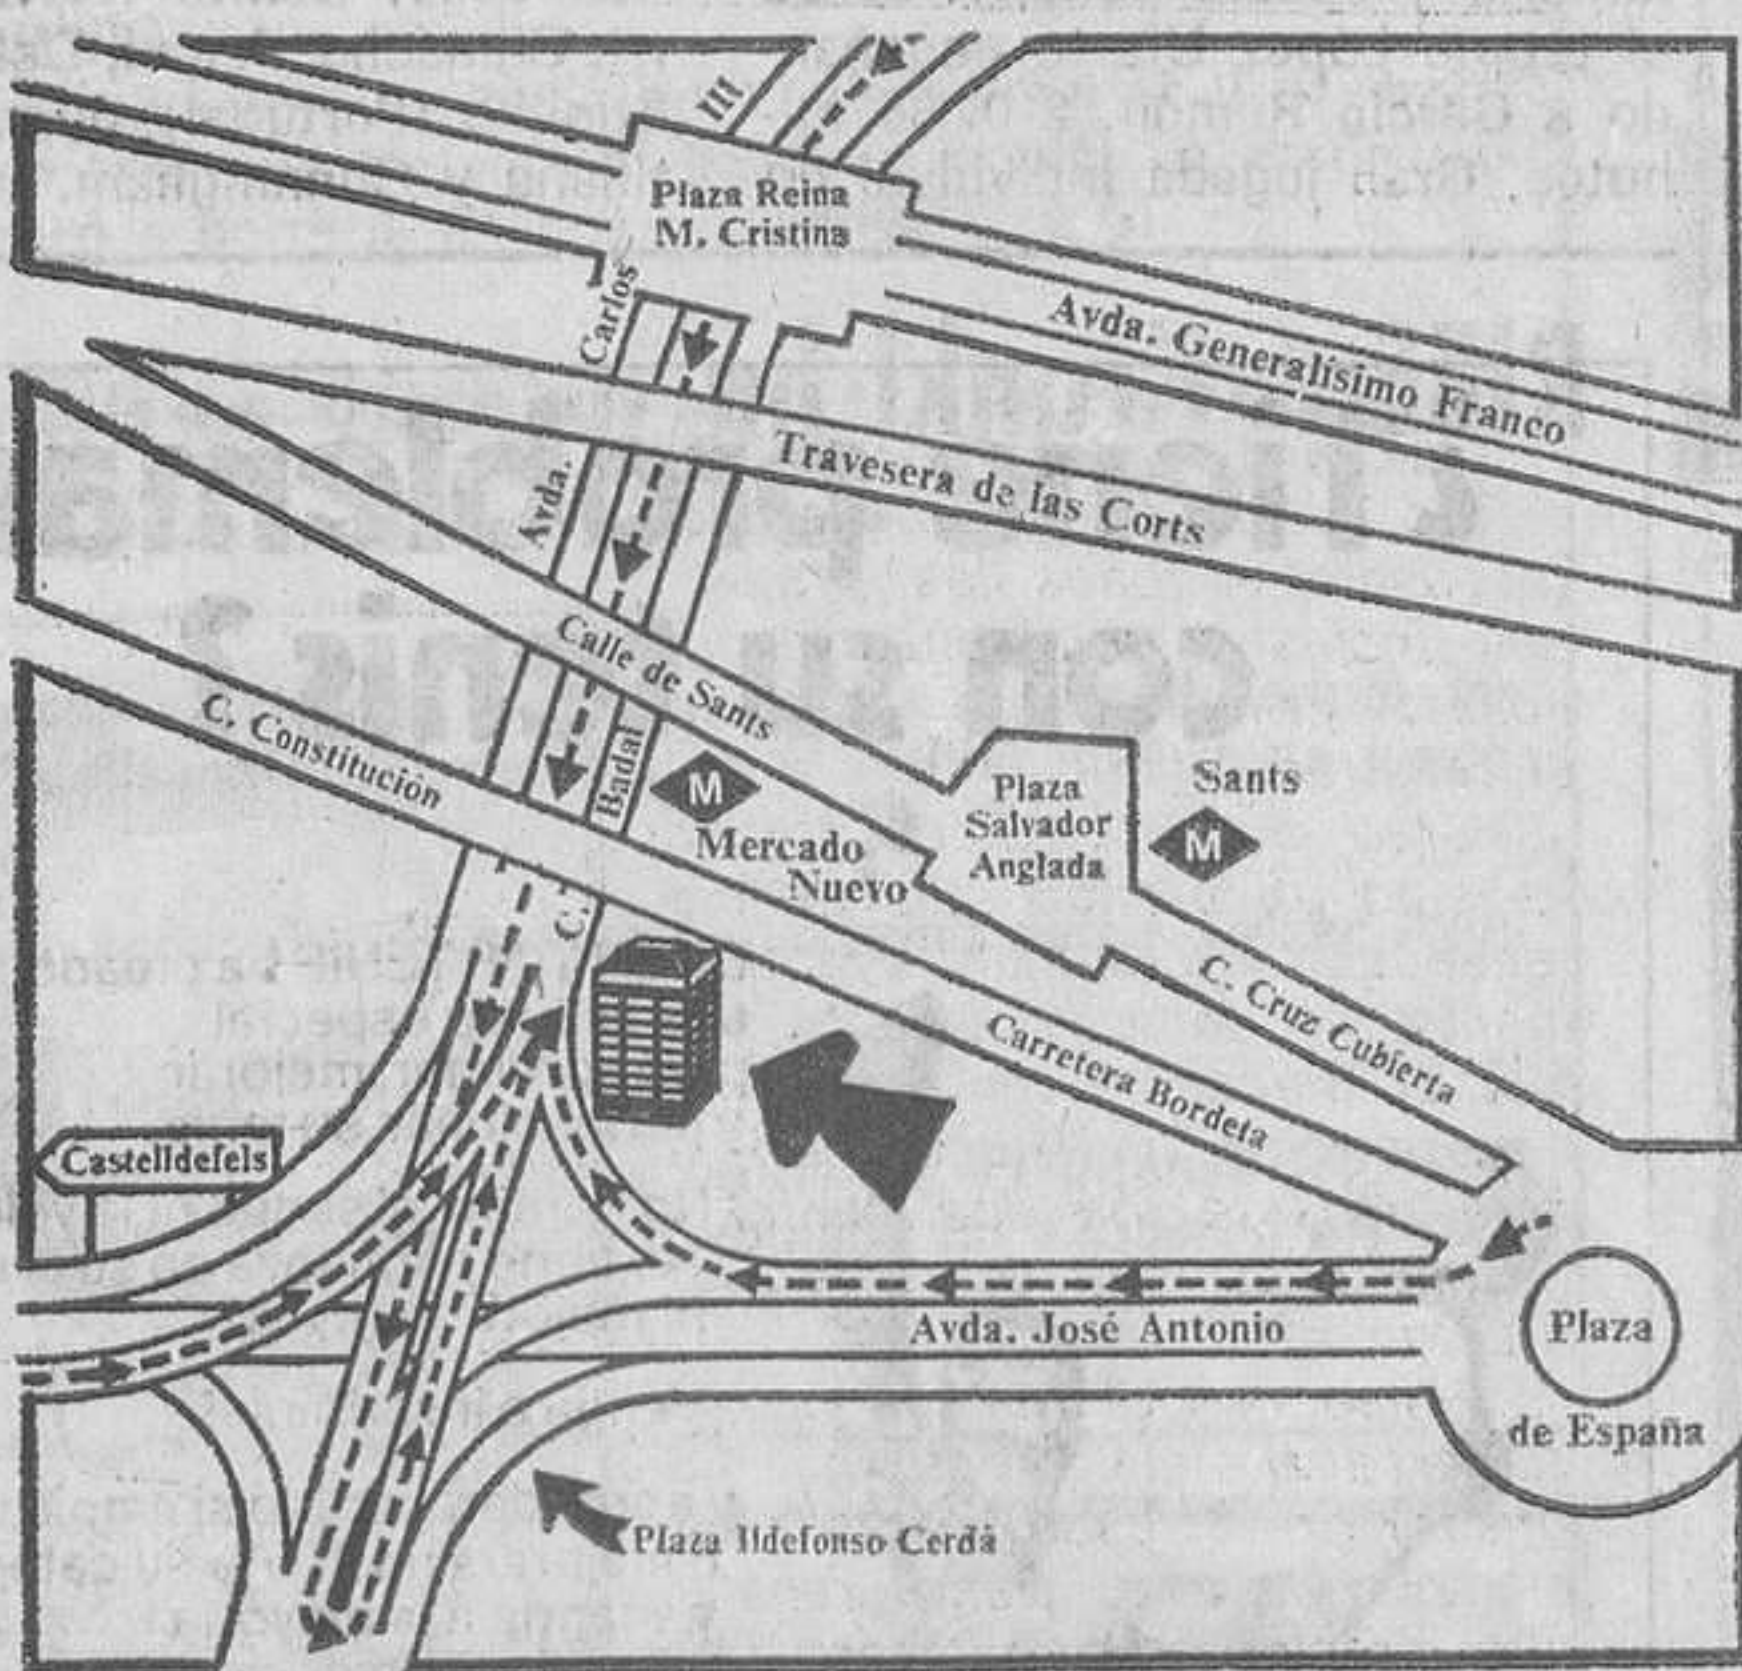 III
Plaza Reina
M. Cristina
Carlos
Avda. Generalísimo Franco
Travesera de las Corts
Avda.
Calle de Sants
C. Constitución
Badal
M
Mercado
Nuevo
Plaza
Salvador
Anglada
Sants
M
C.
C. Cruz Cubierta
Carretera Bordeta
Castelldefels
Avda. José Antonio
Plaza
de España
Plaza Ildefonso Cerdá